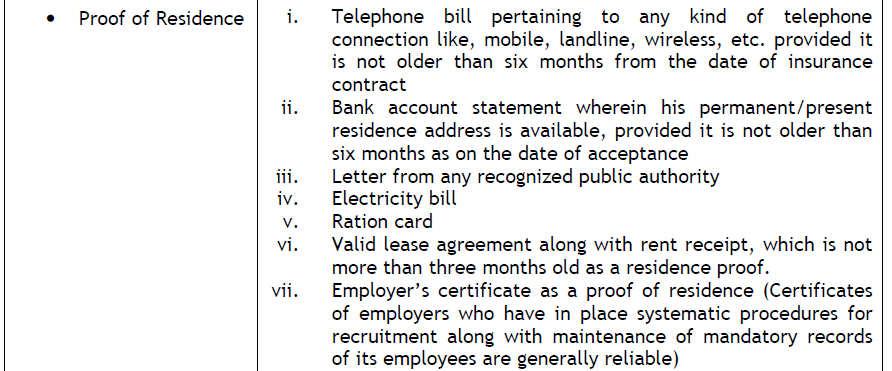 • Proof of Residence
i. Telephone bill pertaining to any kind of telephone
connection like, mobile, landline, wireless, etc. provided it
is not older than six months from the date of insurance
contract
ii. Bank account statement wherein his permanent/present
residence address is available, provided it is not older than
six months as on the date of acceptance
iii. Letter from any recognized public authority
iv. Electricity bill
v. Ration card
vi. Valid lease agreement along with rent receipt, which is not
more than three months old as a residence proof.
vii. Employer’s certificate as a proof of residence (Certificates
of employers who have in place systematic procedures for
recruitment along with maintenance of mandatory records
of its employees are generally reliable)